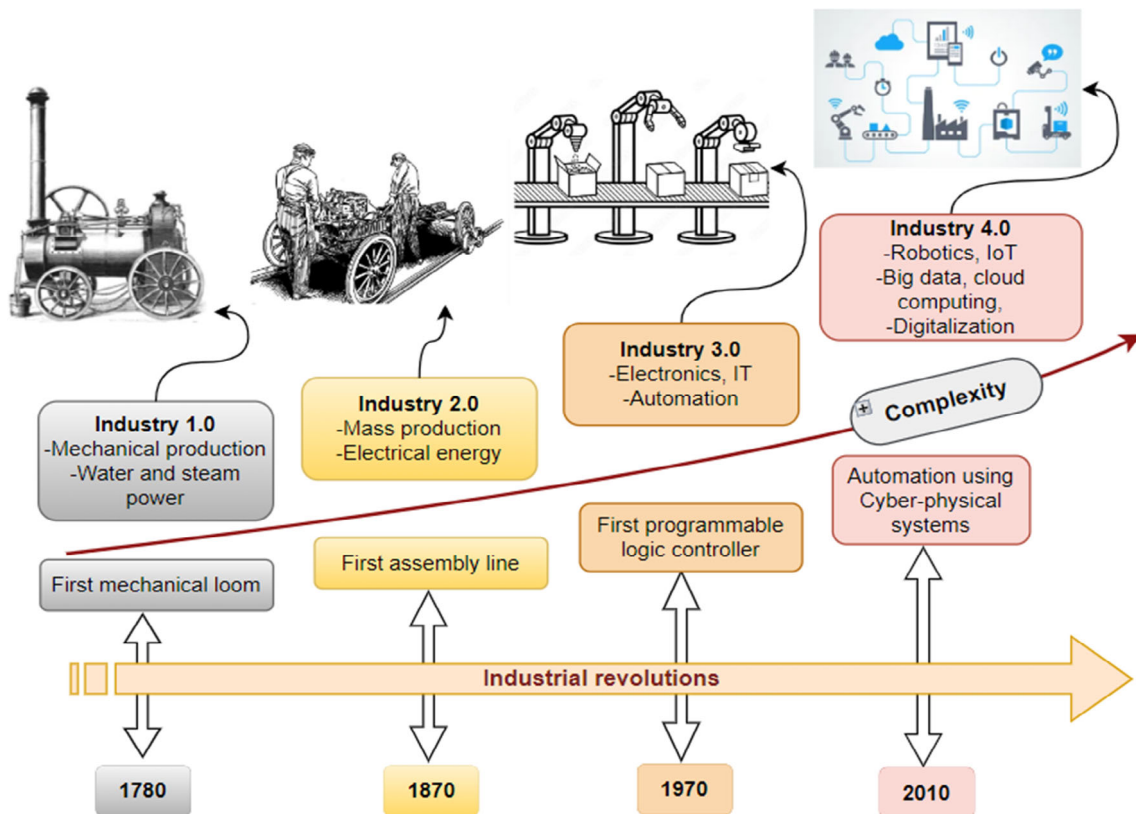 Industry 4.0
-Robotics, IoT
-Big data, cloud
computing,
-Digitalization
Industry 3.0
-Electronics, IT
-Automation
Industry 2.0
-Mass production
-Electrical energy
Industry 1.0
-Mechanical production
-Water and steam
power
Complexity
First mechanical loom
First assembly line
First programmable
logic controller
Automation using
Cyber-physical
systems
Industrial revolutions
1780
1870
1970
2010